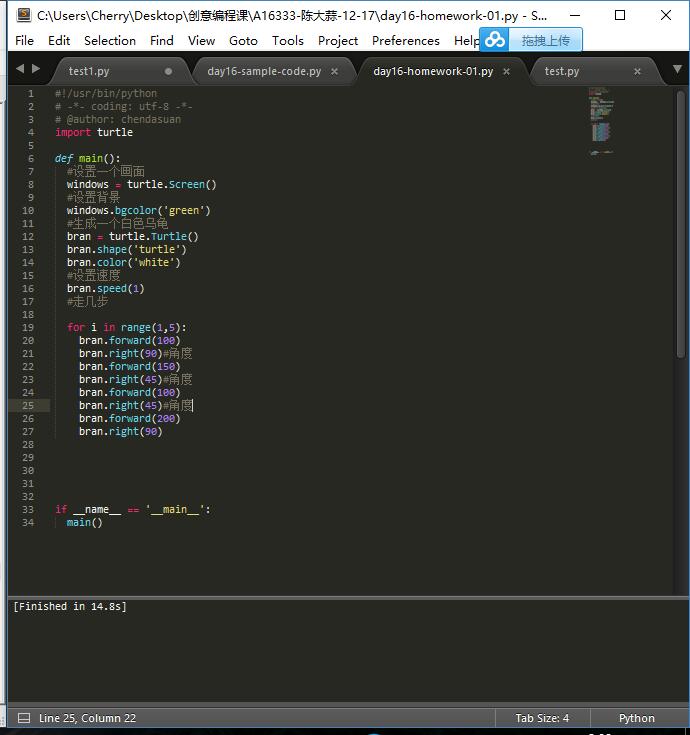 C:\Users\Cherry\Desktop\创意编程课\A16333-陈大蒜-12-17\day16-homework-01.py - S...
File Edit Selection Find View Goto Tools Project Preferences Help
拖拽上传
test1.py day16-sample-code.py day16-homework-01.py test.py
1 #!/usr/bin/python
2 # -*- coding: utf-8 -*-
3 # @author: chendasuan
4 import turtle
5
6 def main():
7 #设置一个画面
8 windows = turtle.Screen()
9 #设置背景
10 windows.bgcolor('green')
11 #生成一个白色乌龟
12 bran = turtle.Turtle()
13 bran.shape('turtle')
14 bran.color('white')
15 #设置速度
16 bran.speed(1)
17 #走几步
18
19 for i in range(1,5):
20 bran.forward(100)
21 bran.right(90)#角度
22 bran.forward(150)
23 bran.right(45)#角度
24 bran.forward(100)
25 bran.right(45)#角度
26 bran.forward(200)
27 bran.right(90)
28
29
30
31
32
33 if __name__ == '__main__':
34 main()
[Finished in 14.8s]
Line 25, Column 22 Tab Size: 4 Python